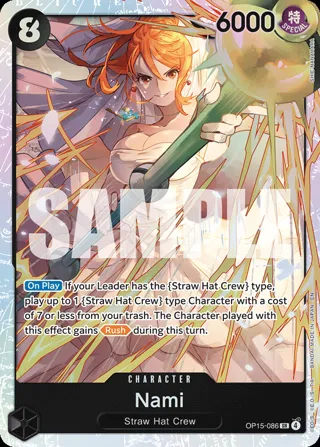 8
6000
特
SPECIAL
SAMPLE
On Play If your Leader has the {Straw Hat Crew} type,
play up to 1 {Straw Hat Crew} type Character with a cost
of 7 or less from your trash. The Character played with
this effect gains Rush during this turn.
CHARACTER
Nami
Straw Hat Crew
OP15-086 SR 4